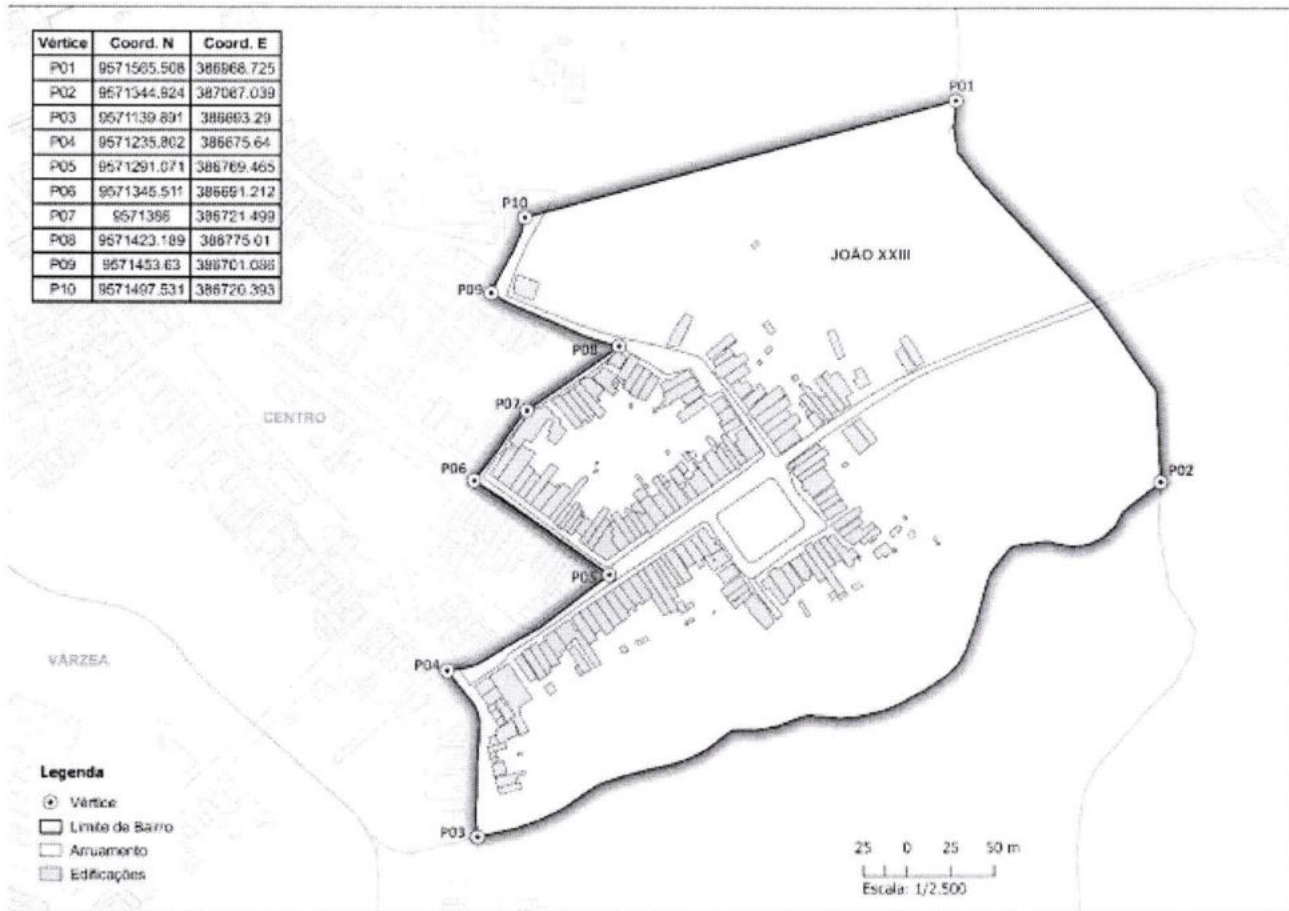 Vértice Coord. N Coord. E
P01 9571565.508 386968.725
P02 9571344.924 387087.039
P03 9571139.891 386693.29
P04 9571235.802 386675.64
P05 9571291.071 386769.465
P06 9571345.511 386691.212
P07 9571386 386721.499
P08 9571423.189 386775.01
P09 9571453.63 386701.086
P10 9571497.531 386720.393
P01
P10
JOÃO XXIII
P09
P08
P07
CENTRO
P06
P02
P05
P04
VÁRZEA
P03
Legenda
Vértice
Limite de Bairro
Arruamento
Edificações
25 0 25 50 m
Escala: 1/2.500